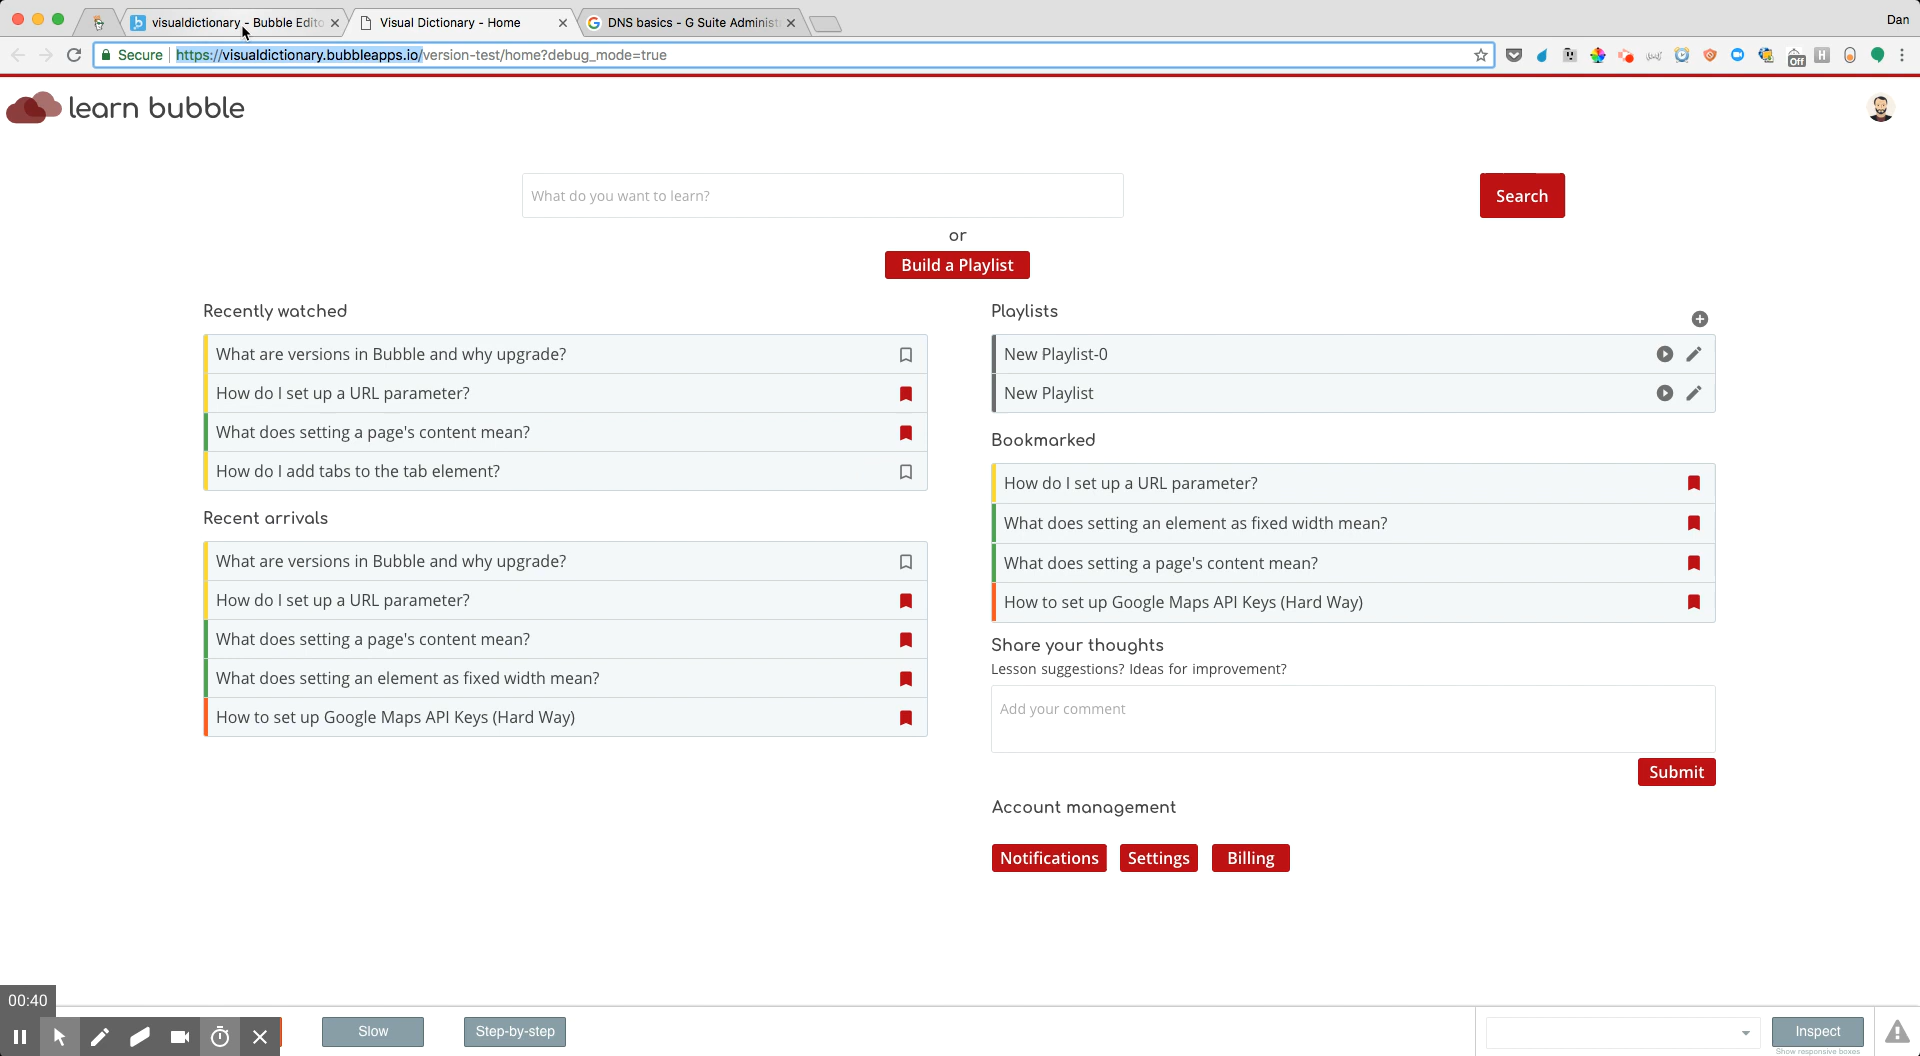 visualdictionary - Bubble Edito
Visual Dictionary - Home
DNS basics - G Suite Administ
Dan
Secure
https://visualdictionary.bubbleapps.io/version-test/home?debug_mode=true
Off
H
learn bubble
What do you want to learn?
Search
or
Build a Playlist
Recently watched
What are versions in Bubble and why upgrade?
How do I set up a URL parameter?
What does setting a page's content mean?
How do I add tabs to the tab element?
Recent arrivals
What are versions in Bubble and why upgrade?
How do I set up a URL parameter?
What does setting a page's content mean?
What does setting an element as fixed width mean?
How to set up Google Maps API Keys (Hard Way)
Playlists
New Playlist-0
New Playlist
Bookmarked
How do I set up a URL parameter?
What does setting an element as fixed width mean?
What does setting a page's content mean?
How to set up Google Maps API Keys (Hard Way)
Share your thoughts
Lesson suggestions? Ideas for improvement?
Add your comment
Submit
Account management
Notifications
Settings
Billing
00:40
Slow
Step-by-step
Inspect
Show responsive boxes